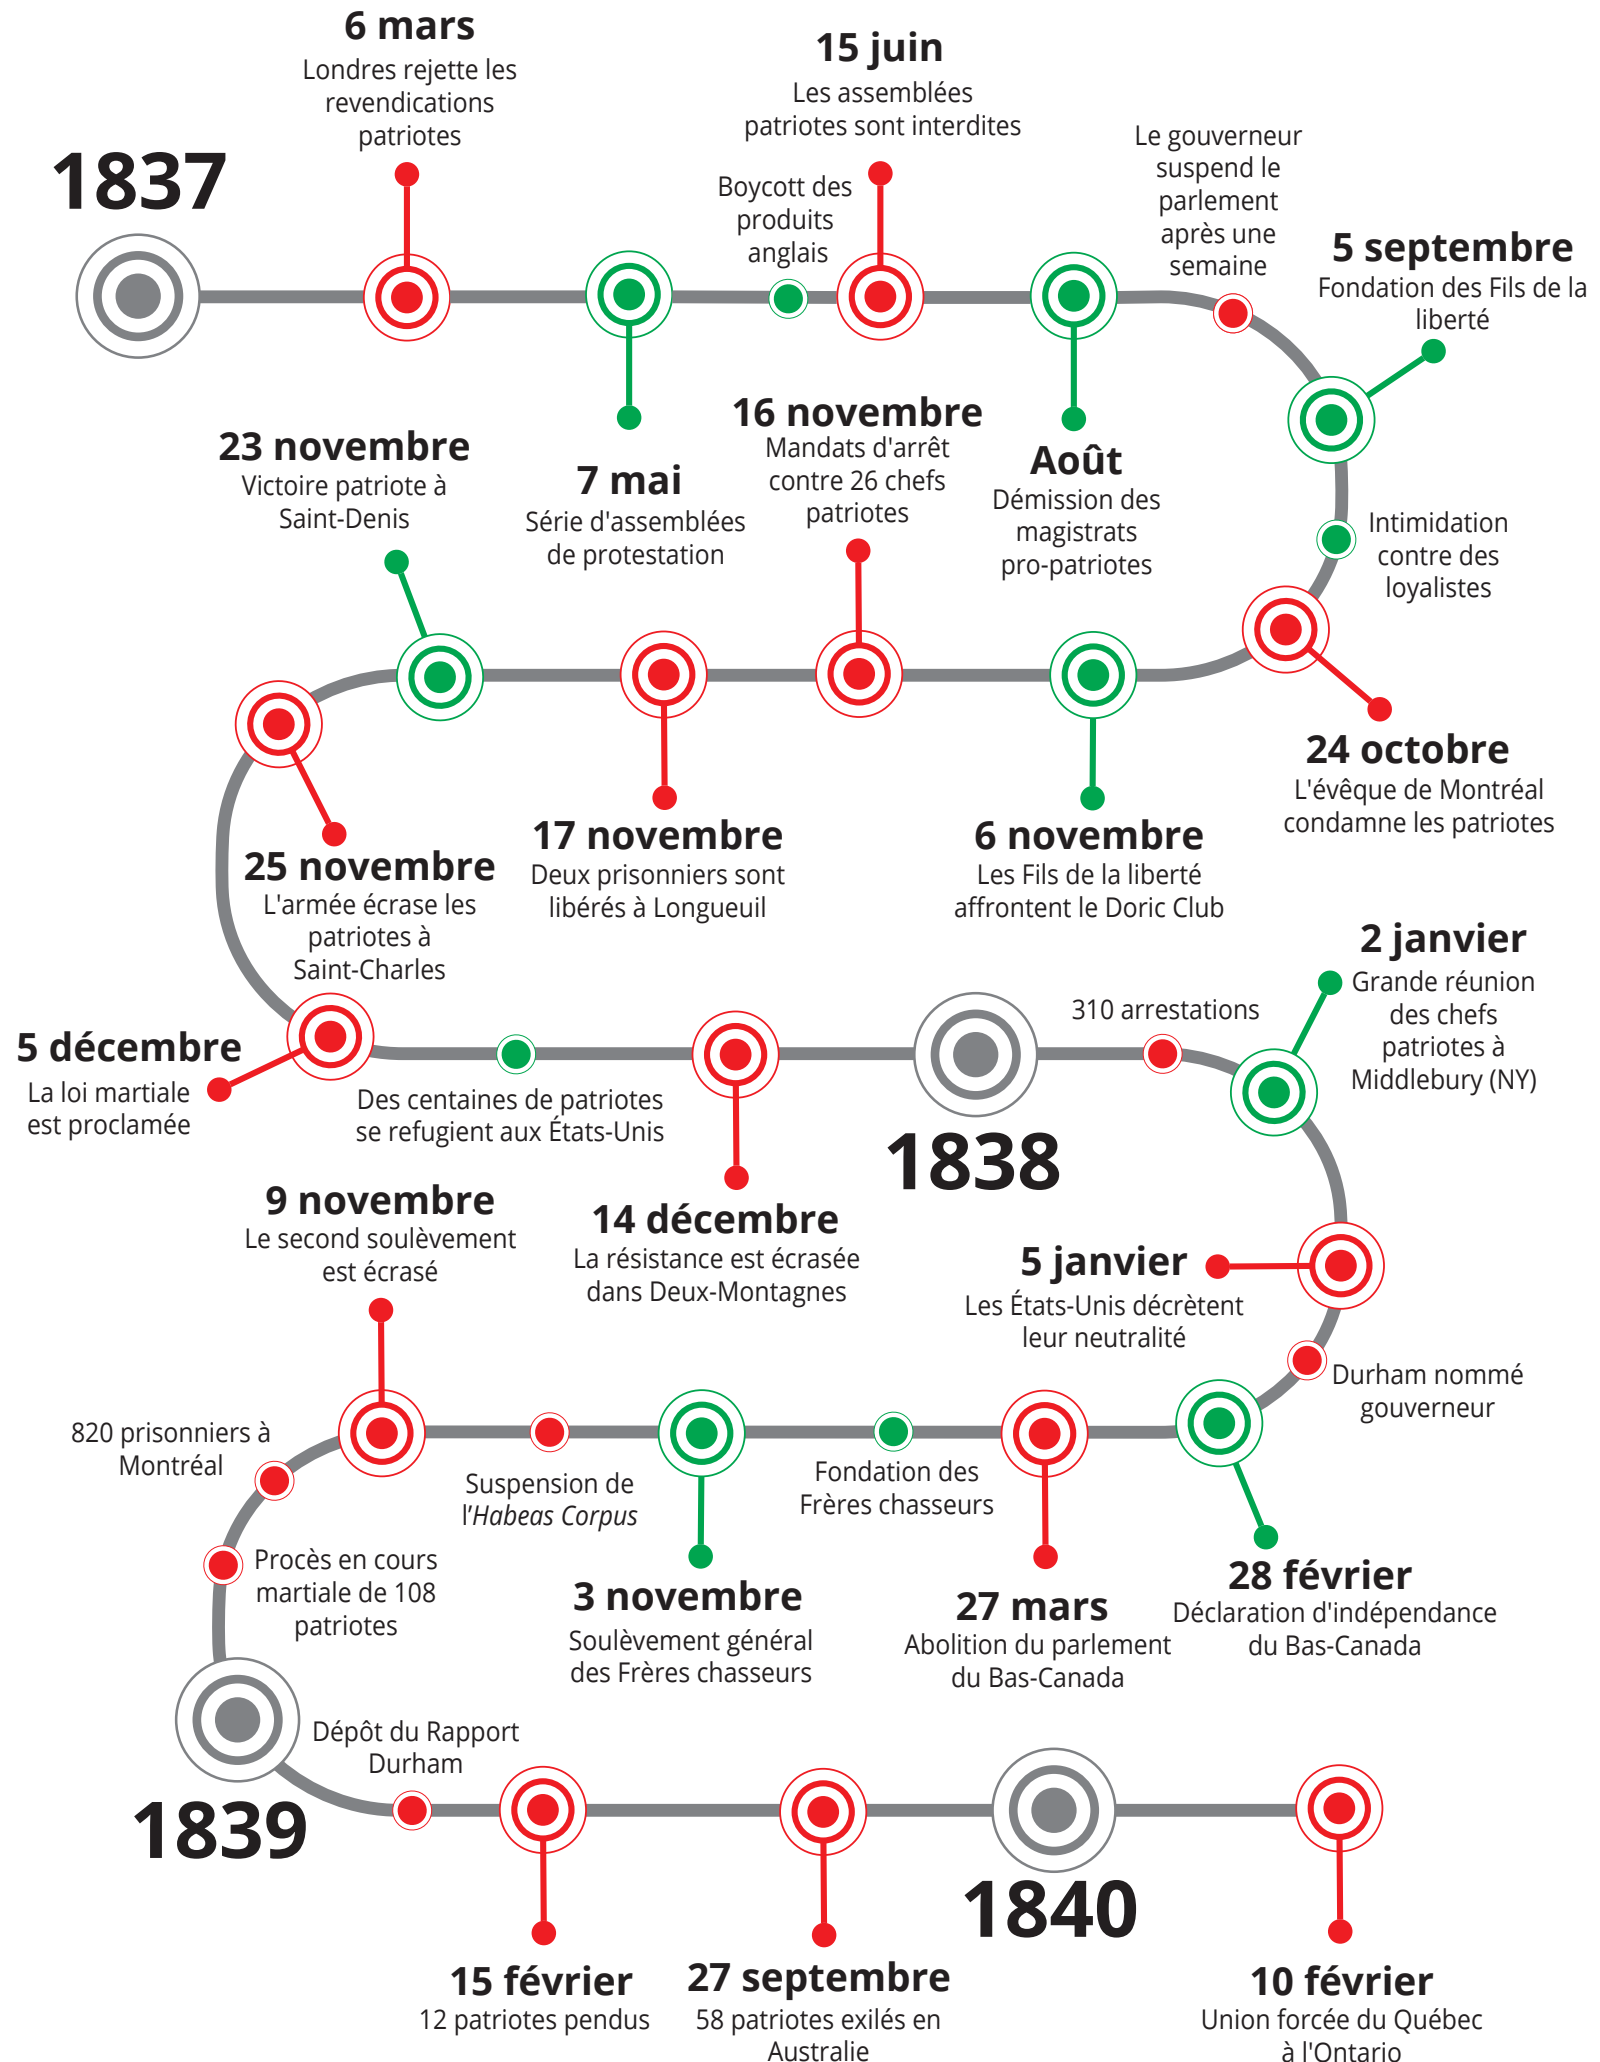 1837
6 mars
Londres rejette les
revendications
patriotes
7 mai
Série d'assemblées
de protestation
Boycott des
produits
anglais
15 juin
Les assemblées
patriotes sont interdites
Août
Démission des
magistrats
pro-patriotes
Le gouverneur
suspend le
parlement
après une
semaine
5 septembre
Fondation des Fils de la
liberté
Intimidation
contre des
loyalistes
24 octobre
L'évêque de Montréal
condamne les patriotes
6 novembre
Les Fils de la liberté
affrontent le Doric Club
16 novembre
Mandats d'arrêt
contre 26 chefs
patriotes
17 novembre
Deux prisonniers sont
libérés à Longueuil
23 novembre
Victoire patriote à
Saint-Denis
25 novembre
L'armée écrase les
patriotes à
Saint-Charles
5 décembre
La loi martiale
est proclamée
Des centaines de patriotes
se refugient aux États-Unis
14 décembre
La résistance est écrasée
dans Deux-Montagnes
1838
310 arrestations
2 janvier
Grande réunion
des chefs
patriotes à
Middlebury (NY)
5 janvier
Les États-Unis décrètent
leur neutralité
Durham nommé
gouverneur
28 février
Déclaration d'indépendance
du Bas-Canada
27 mars
Abolition du parlement
du Bas-Canada
Fondation des
Frères chasseurs
3 novembre
Soulèvement général
des Frères chasseurs
Suspension de
l'Habeas Corpus
9 novembre
Le second soulèvement
est écrasé
820 prisonniers à
Montréal
Procès en cours
martiale de 108
patriotes
1839
Dépôt du Rapport
Durham
15 février
12 patriotes pendus
27 septembre
58 patriotes exilés en
Australie
1840
10 février
Union forcée du Québec
à l'Ontario